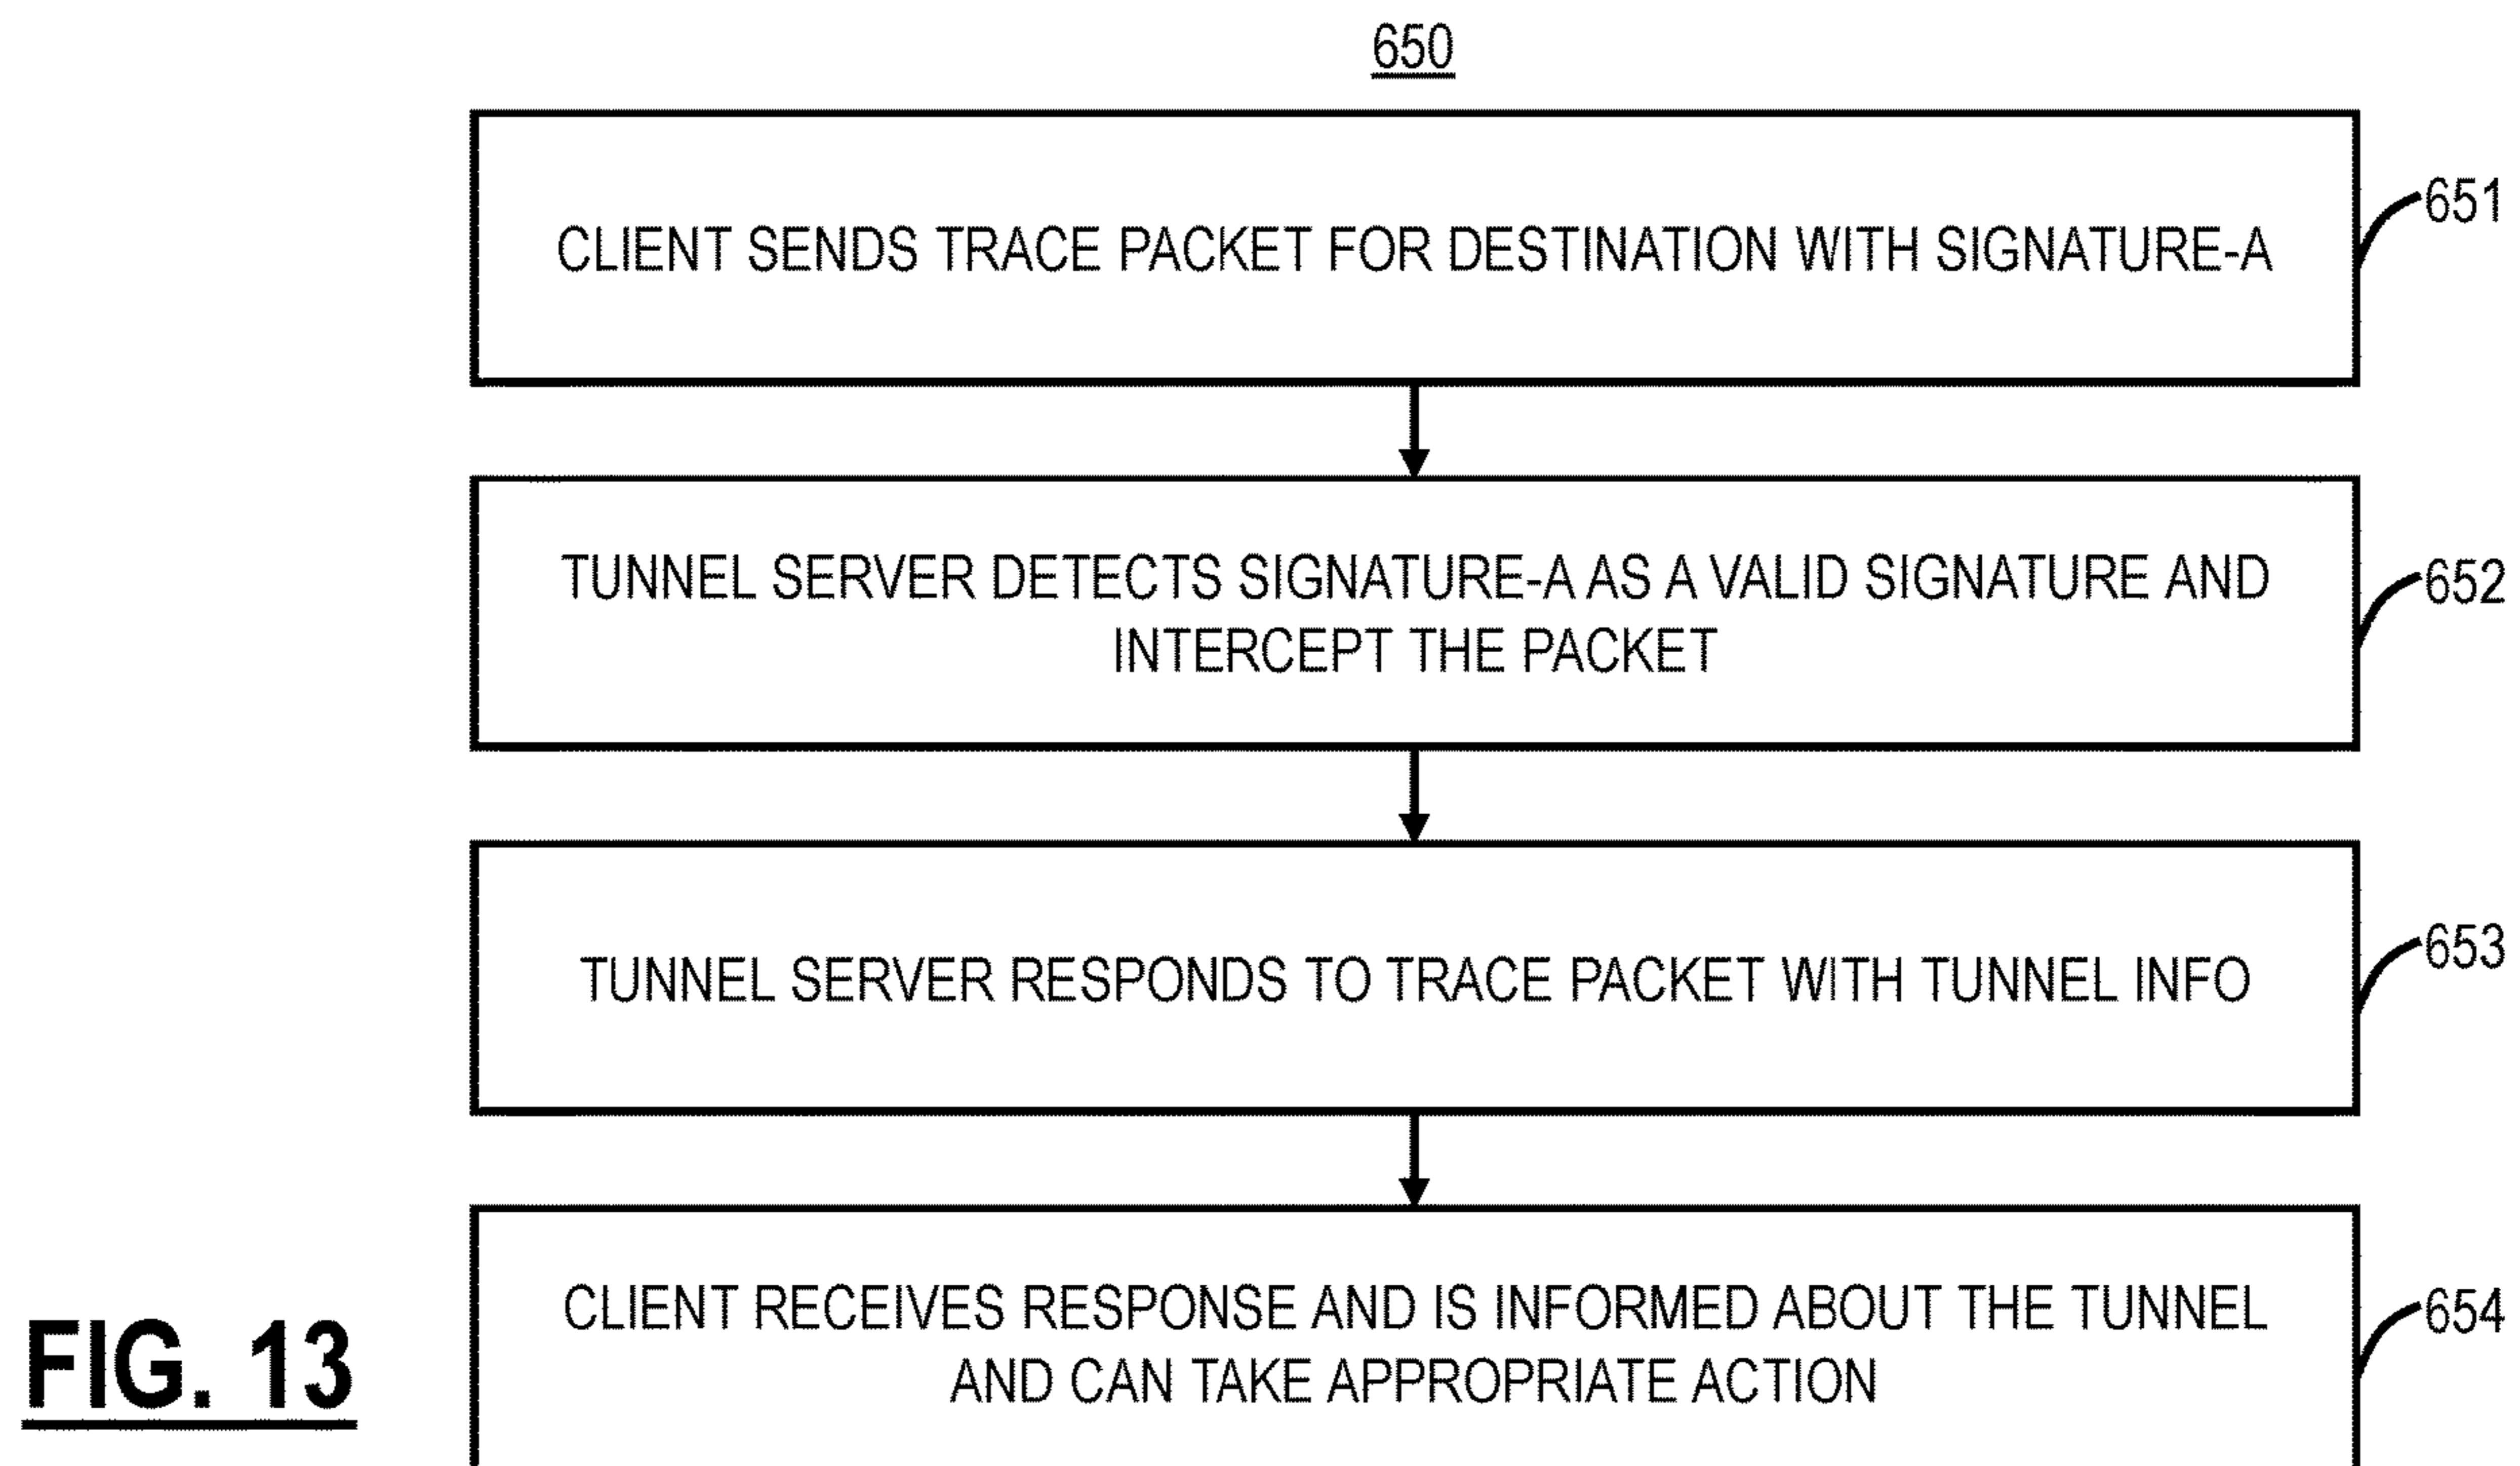 650
CLIENT SENDS TRACE PACKET FOR DESTINATION WITH SIGNATURE-A
651
TUNNEL SERVER DETECTS SIGNATURE-A AS A VALID SIGNATURE AND
INTERCEPT THE PACKET
652
TUNNEL SERVER RESPONDS TO TRACE PACKET WITH TUNNEL INFO
653
CLIENT RECEIVES RESPONSE AND IS INFORMED ABOUT THE TUNNEL
AND CAN TAKE APPROPRIATE ACTION
654
FIG. 13